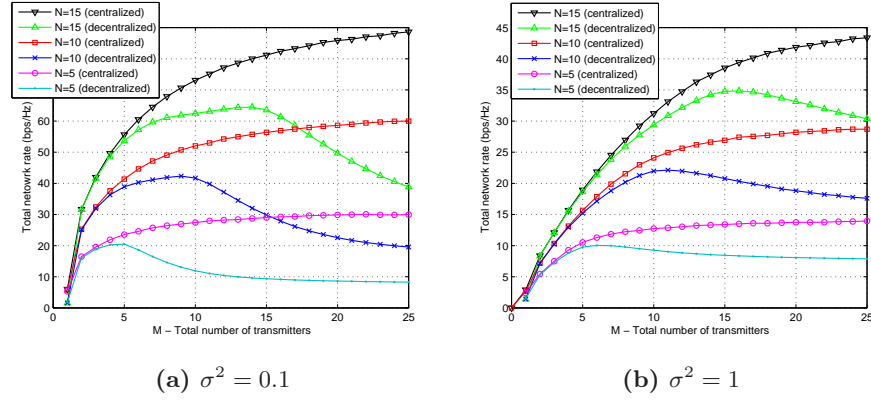 N=15 (centralized)
N=15 (decentralized)
N=10 (centralized)
N=10 (decentralized)
N=5 (centralized)
N=5 (decentralized)
60
50
40
30
20
10
0
0 5 10 15 20 25
Total netowrk rate (bps/Hz)
M – Total number of transmitters
(a) σ² = 0.1
N=15 (centralized)
N=15 (decentralized)
N=10 (centralized)
N=10 (decentralized)
N=5 (centralized)
N=5 (decentralized)
45
40
35
30
25
20
15
10
5
0
0 5 10 15 20 25
Total network rate (bps/Hz)
M – Total number of transmitters
(b) σ² = 1